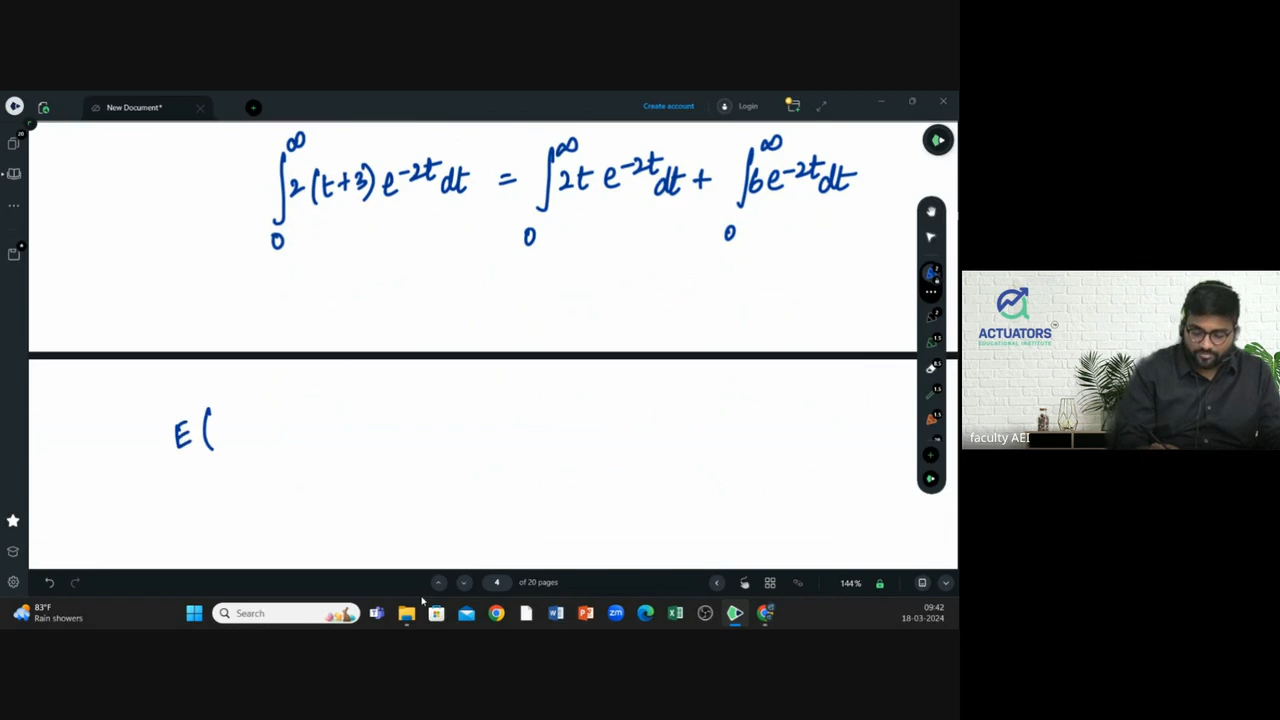 New Document*
Create account
Login
∫₀^∞ 2(t+3)e^{-2t}dt = ∫₀^∞ 2t e^{-2t}dt + ∫₀^∞ 6e^{-2t}dt
E(
ACTUATORS
EDUCATIONAL INSTITUTE
faculty AEI
4 of 20 pages
144%
83°F
Rain showers
Search
09:42
18-03-2024